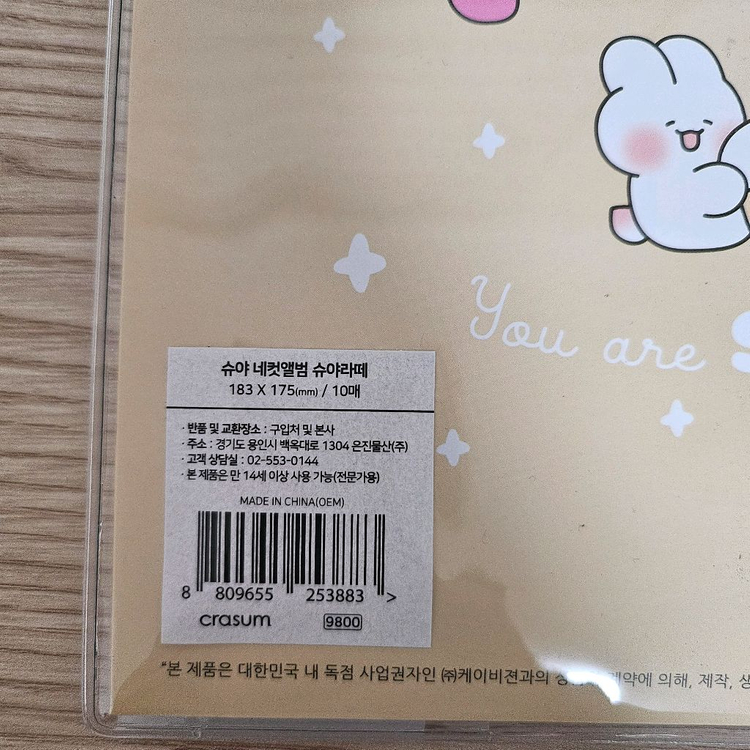 You are
슈야 네컷앨범 슈야라떼
183 X 175(mm) / 10매
· 반품 및 교환장소 : 구입처 및 본사
· 주소 : 경기도 용인시 백옥대로 1304 은진물산(주)
· 고객 상담실 : 02-553-0144
· 본 제품은 만 14세 이상 사용 가능(전문가용)
MADE IN CHINA(OEM)
8 809655 253883 >
crasum 9800
"본 제품은 대한민국 내 독점 사업권자인 ㈜케이비젼과의 의해, 제작,